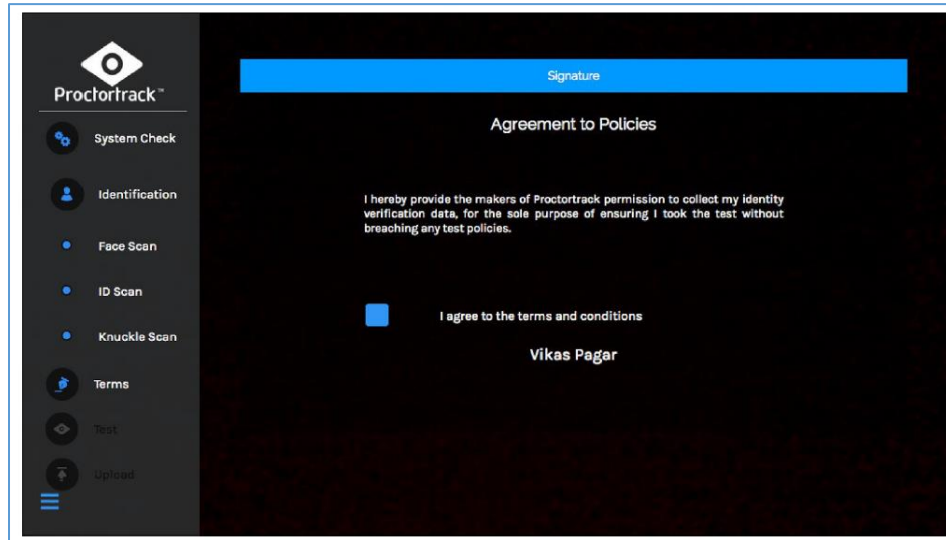 Proctortrack™
System Check
Identification
Face Scan
ID Scan
Knuckle Scan
Terms
Test
Upload
Signature
Agreement to Policies
I hereby provide the makers of Proctortrack permission to collect my identity
verification data, for the sole purpose of ensuring I took the test without
breaching any test policies.
I agree to the terms and conditions
Vikas Pagar